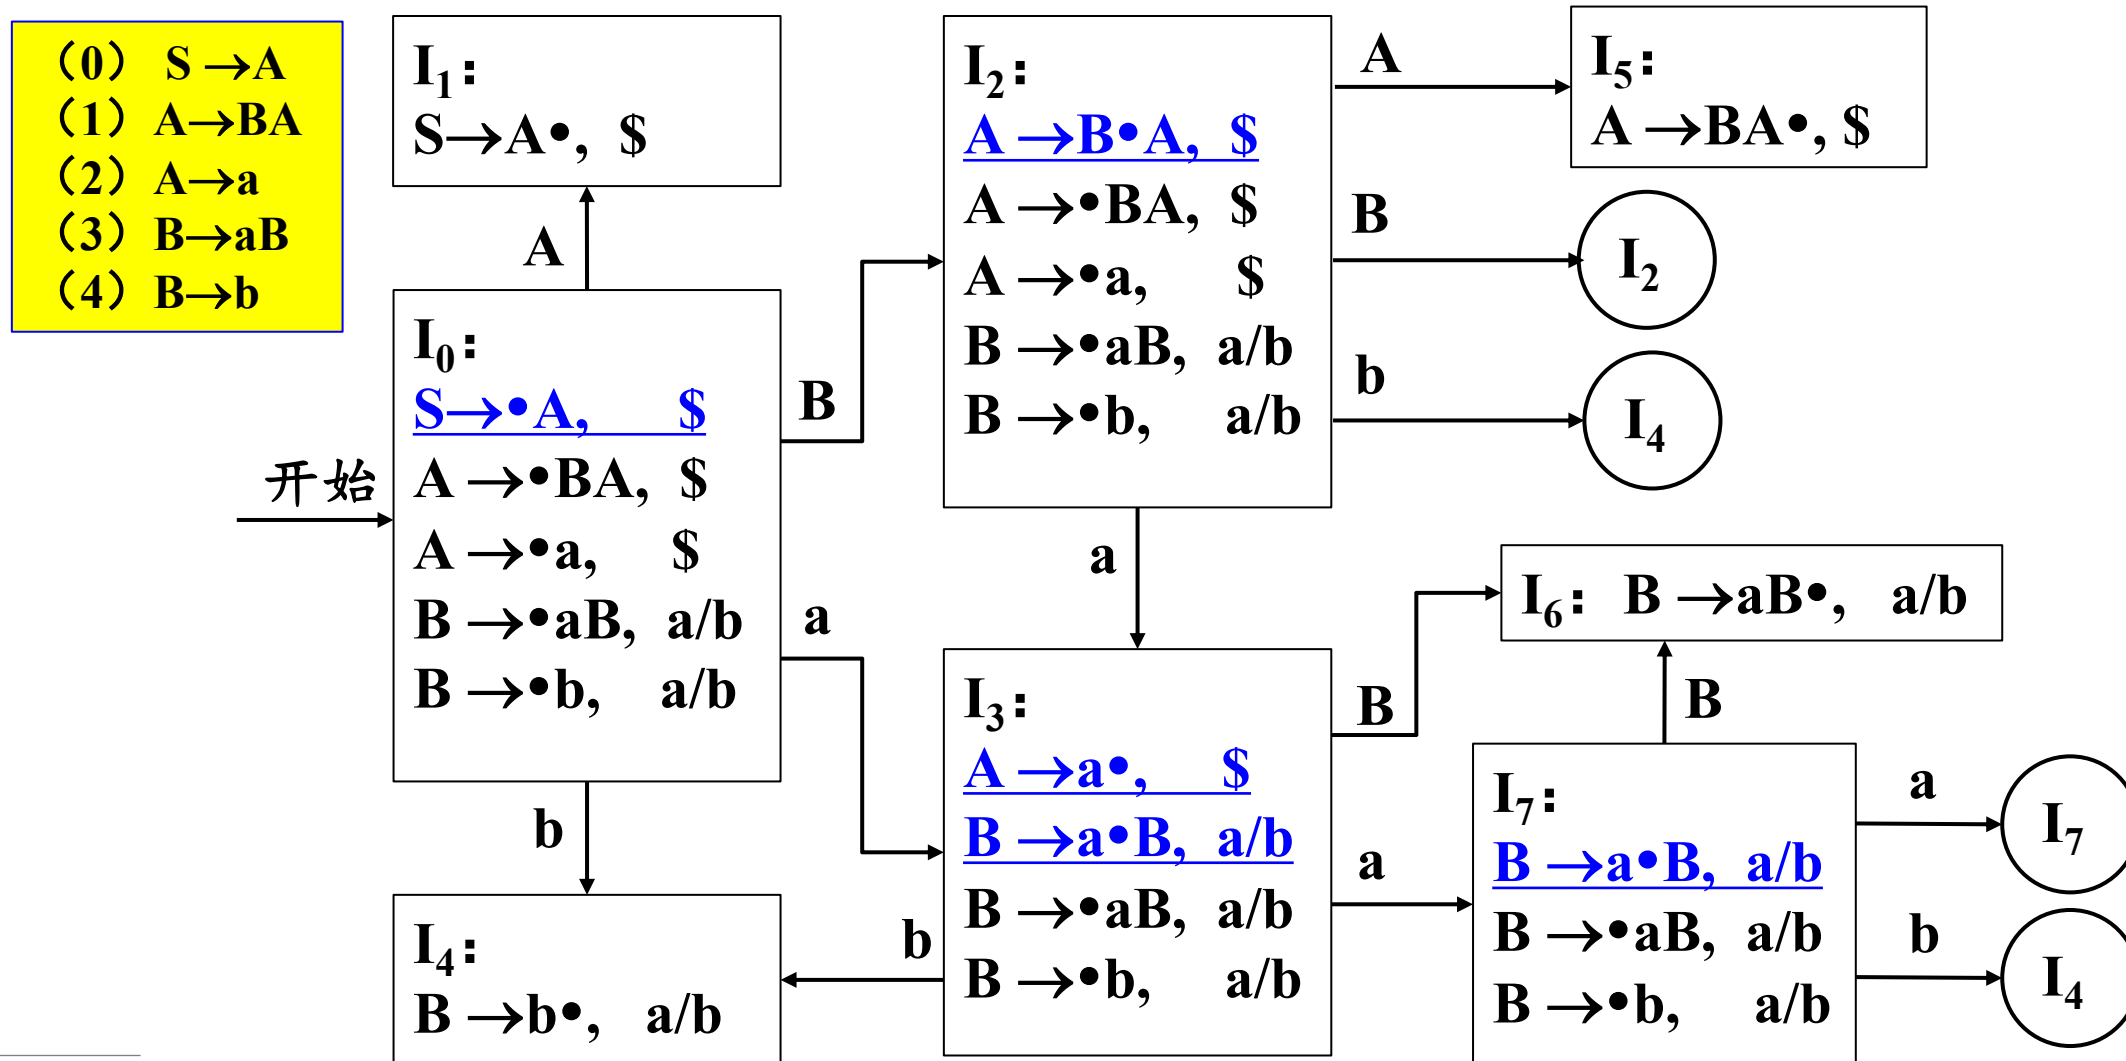 （0） S →A
（1） A→BA
（2） A→a
（3） B→aB
（4） B→b
I₁：
S→A•, $
A
I₀：
S→•A, $
A →•BA, $
A →•a, $
B →•aB, a/b
B →•b, a/b
开始
B
a
b
I₄：
B →b•, a/b
I₂：
A →B•A, $
A →•BA, $
A →•a, $
B →•aB, a/b
B →•b, a/b
A
I₅：
A →BA•, $
B
I₂
b
I₄
a
I₃：
A →a•, $
B →a•B, a/b
B →•aB, a/b
B →•b, a/b
b
B
I₆： B →aB•, a/b
a
B
I₇：
B →a•B, a/b
B →•aB, a/b
B →•b, a/b
a
I₇
b
I₄